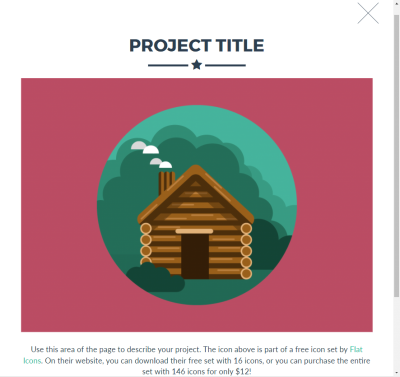 PROJECT TITLE
Use this area of the page to describe your project. The icon above is part of a free icon set by Flat
Icons. On their website, you can download their free set with 16 icons, or you can purchase the entire
set with 146 icons for only $12!